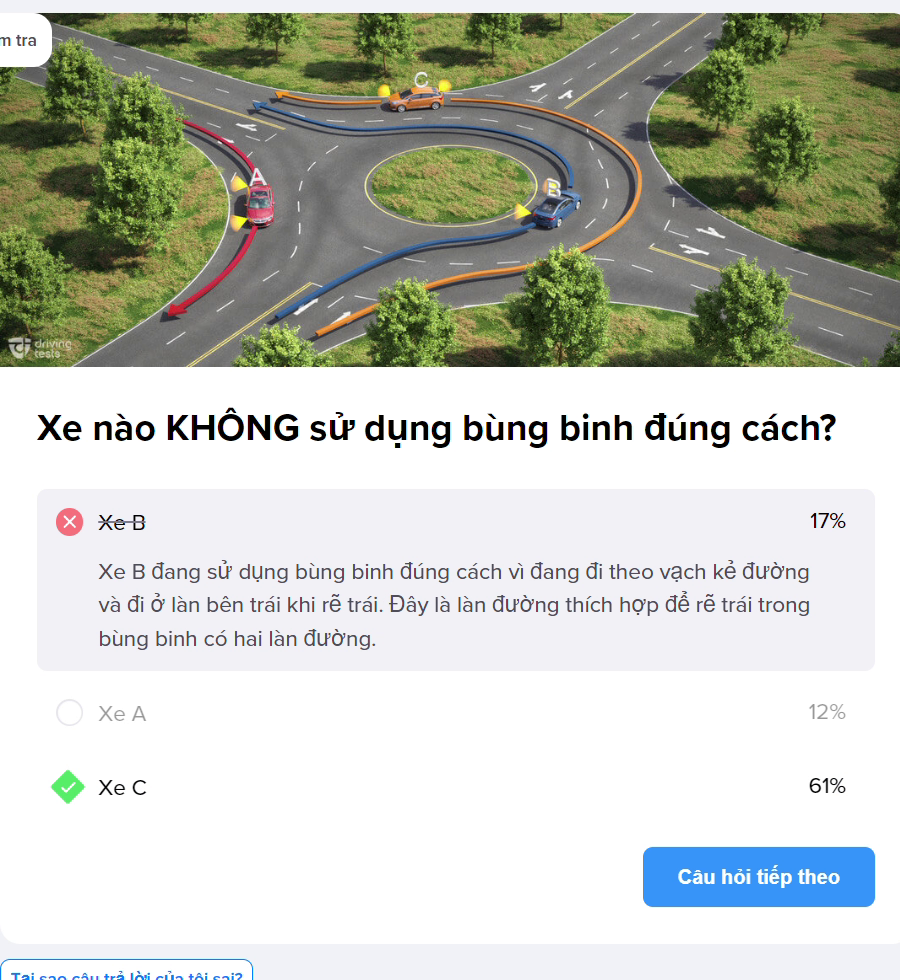 m tra
C
A
B
driving
tests
Xe nào KHÔNG sử dụng bùng binh đúng cách?
Xe B 17%
Xe B đang sử dụng bùng binh đúng cách vì đang đi theo vạch kẻ đường
và đi ở làn bên trái khi rẽ trái. Đây là làn đường thích hợp để rẽ trái trong
bùng binh có hai làn đường.
Xe A 12%
Xe C 61%
Câu hỏi tiếp theo
Tại sao câu trả lời của tôi sai?